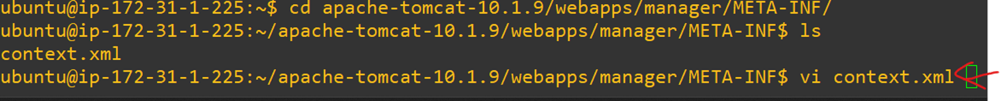 ubuntu@ip-172-31-1-225:~$ cd apache-tomcat-10.1.9/webapps/manager/META-INF/
ubuntu@ip-172-31-1-225:~/apache-tomcat-10.1.9/webapps/manager/META-INF$ ls
context.xml
ubuntu@ip-172-31-1-225:~/apache-tomcat-10.1.9/webapps/manager/META-INF$ vi context.xml